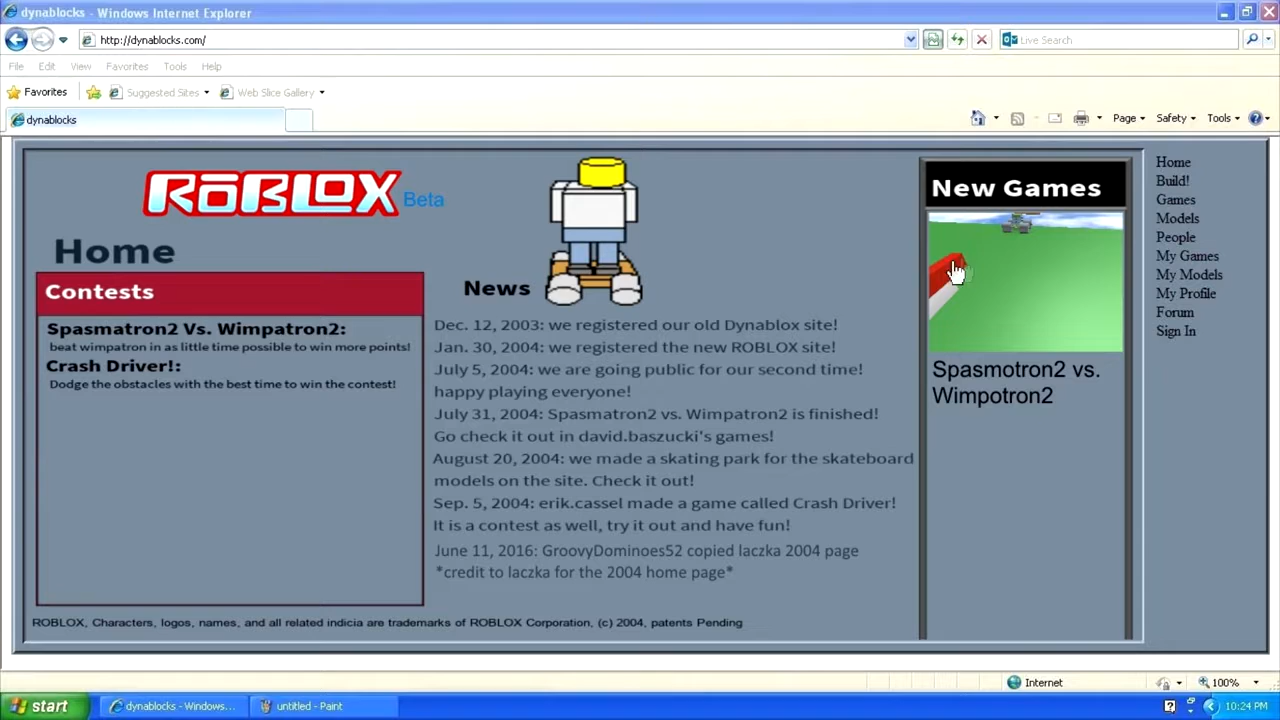 dynablocks - Windows Internet Explorer
http://dynablocks.com/
Live Search
File Edit View Favorites Tools Help
Favorites Suggested Sites Web Slice Gallery
dynablocks
Page Safety Tools
ROBLOX Beta
Home
Contests
Spasmatron2 Vs. Wimpatron2:
beat wimpatron in as little time possible to win more points!
Crash Driver!:
Dodge the obstacles with the best time to win the contest!
News
Dec. 12, 2003: we registered our old Dynablox site!
Jan. 30, 2004: we registered the new ROBLOX site!
July 5, 2004: we are going public for our second time!
happy playing everyone!
July 31, 2004: Spasmatron2 vs. Wimpatron2 is finished!
Go check it out in david.baszucki's games!
August 20, 2004: we made a skating park for the skateboard
models on the site. Check it out!
Sep. 5, 2004: erik.cassel made a game called Crash Driver!
It is a contest as well, try it out and have fun!
June 11, 2016: GroovyDominoes52 copied laczka 2004 page
*credit to laczka for the 2004 home page*
New Games
Spasmotron2 vs.
Wimpotron2
Home
Build!
Games
Models
People
My Games
My Models
My Profile
Forum
Sign In
ROBLOX, Characters, logos, names, and all related indicia are trademarks of ROBLOX Corporation, (c) 2004, patents Pending
Internet 100%
start dynablocks - Windows... untitled - Paint 10:24 PM